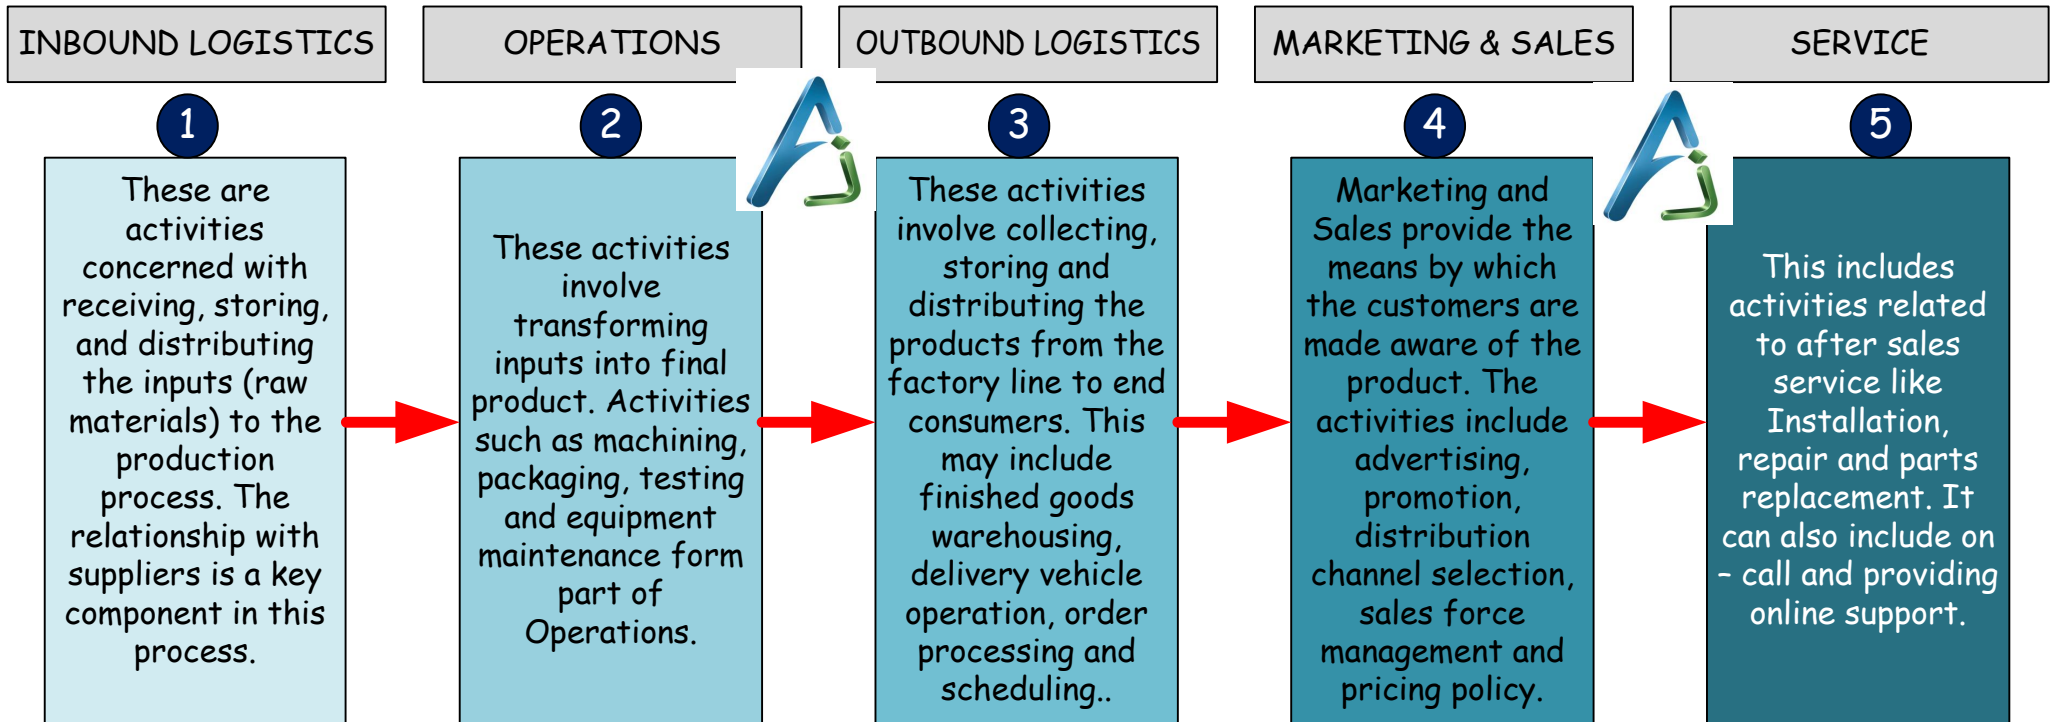 INBOUND LOGISTICS
1
These are
activities
concerned with
receiving, storing,
and distributing
the inputs (raw
materials) to the
production
process. The
relationship with
suppliers is a key
component in this
process.
OPERATIONS
2
These activities
involve
transforming
inputs into final
product. Activities
such as machining,
packaging, testing
and equipment
maintenance form
part of
Operations.
OUTBOUND LOGISTICS
3
These activities
involve collecting,
storing and
distributing the
products from the
factory line to end
consumers. This
may include
finished goods
warehousing,
delivery vehicle
operation, order
processing and
scheduling..
MARKETING & SALES
4
Marketing and
Sales provide the
means by which
the customers are
made aware of the
product. The
activities include
advertising,
promotion,
distribution
channel selection,
sales force
management and
pricing policy.
SERVICE
5
This includes
activities related
to after sales
service like
Installation,
repair and parts
replacement. It
can also include on
– call and providing
online support.